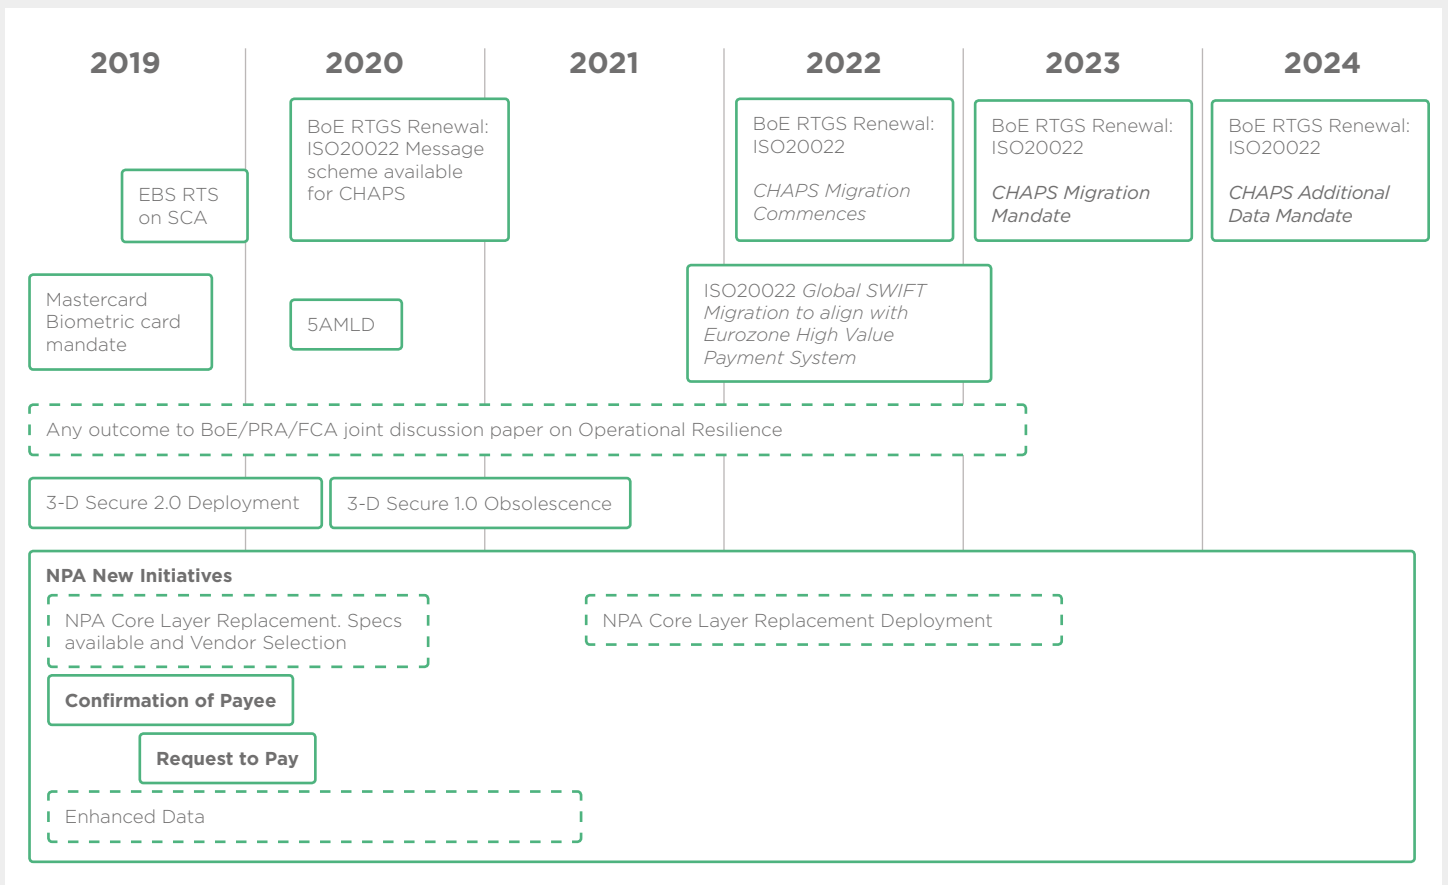 2019
2020
2021
2022
2023
2024
BoE RTGS Renewal:
ISO20022 Message
scheme available
for CHAPS
BoE RTGS Renewal:
ISO20022
CHAPS Migration
Commences
BoE RTGS Renewal:
ISO20022
CHAPS Migration
Mandate
BoE RTGS Renewal:
ISO20022
CHAPS Additional
Data Mandate
EBS RTS
on SCA
Mastercard
Biometric card
mandate
5AMLD
ISO20022 Global SWIFT
Migration to align with
Eurozone High Value
Payment System
Any outcome to BoE/PRA/FCA joint discussion paper on Operational Resilience
3-D Secure 2.0 Deployment
3-D Secure 1.0 Obsolescence
NPA New Initiatives
NPA Core Layer Replacement. Specs
available and Vendor Selection
NPA Core Layer Replacement Deployment
Confirmation of Payee
Request to Pay
Enhanced Data